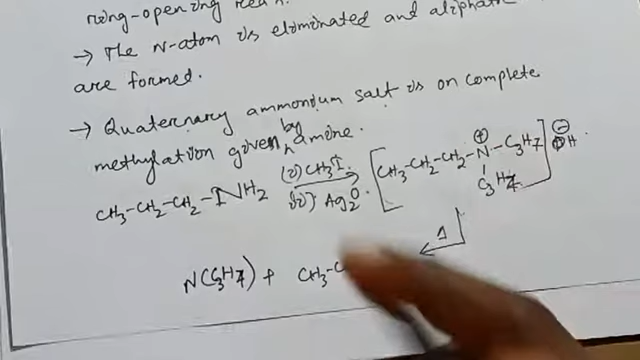 ring-opening
→ The N-atom is eliminated and aliphatic
are formed.
→ Quaternary ammonium salt is on complete
methylation given by amine.
CH3-CH2-CH2-NH2 (i) CH3I. (ii) Ag2O. [CH3-CH2-CH2-N⊕-C3H7] ⊖OH.
C3H7
Δ
N(C3H7) + CH3-C